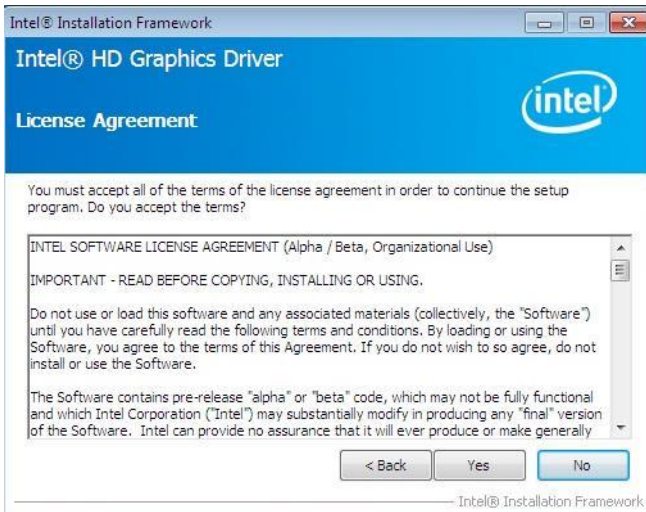 Intel® Installation Framework
Intel® HD Graphics Driver
intel
License Agreement
You must accept all of the terms of the license agreement in order to continue the setup
program. Do you accept the terms?
INTEL SOFTWARE LICENSE AGREEMENT (Alpha / Beta, Organizational Use)
IMPORTANT - READ BEFORE COPYING, INSTALLING OR USING.
Do not use or load this software and any associated materials (collectively, the "Software")
until you have carefully read the following terms and conditions. By loading or using the
Software, you agree to the terms of this Agreement. If you do not wish to so agree, do not
install or use the Software.
The Software contains pre-release "alpha" or "beta" code, which may not be fully functional
and which Intel Corporation ("Intel") may substantially modify in producing any "final" version
of the Software. Intel can provide no assurance that it will ever produce or make generally
< Back
Yes
No
Intel® Installation Framework